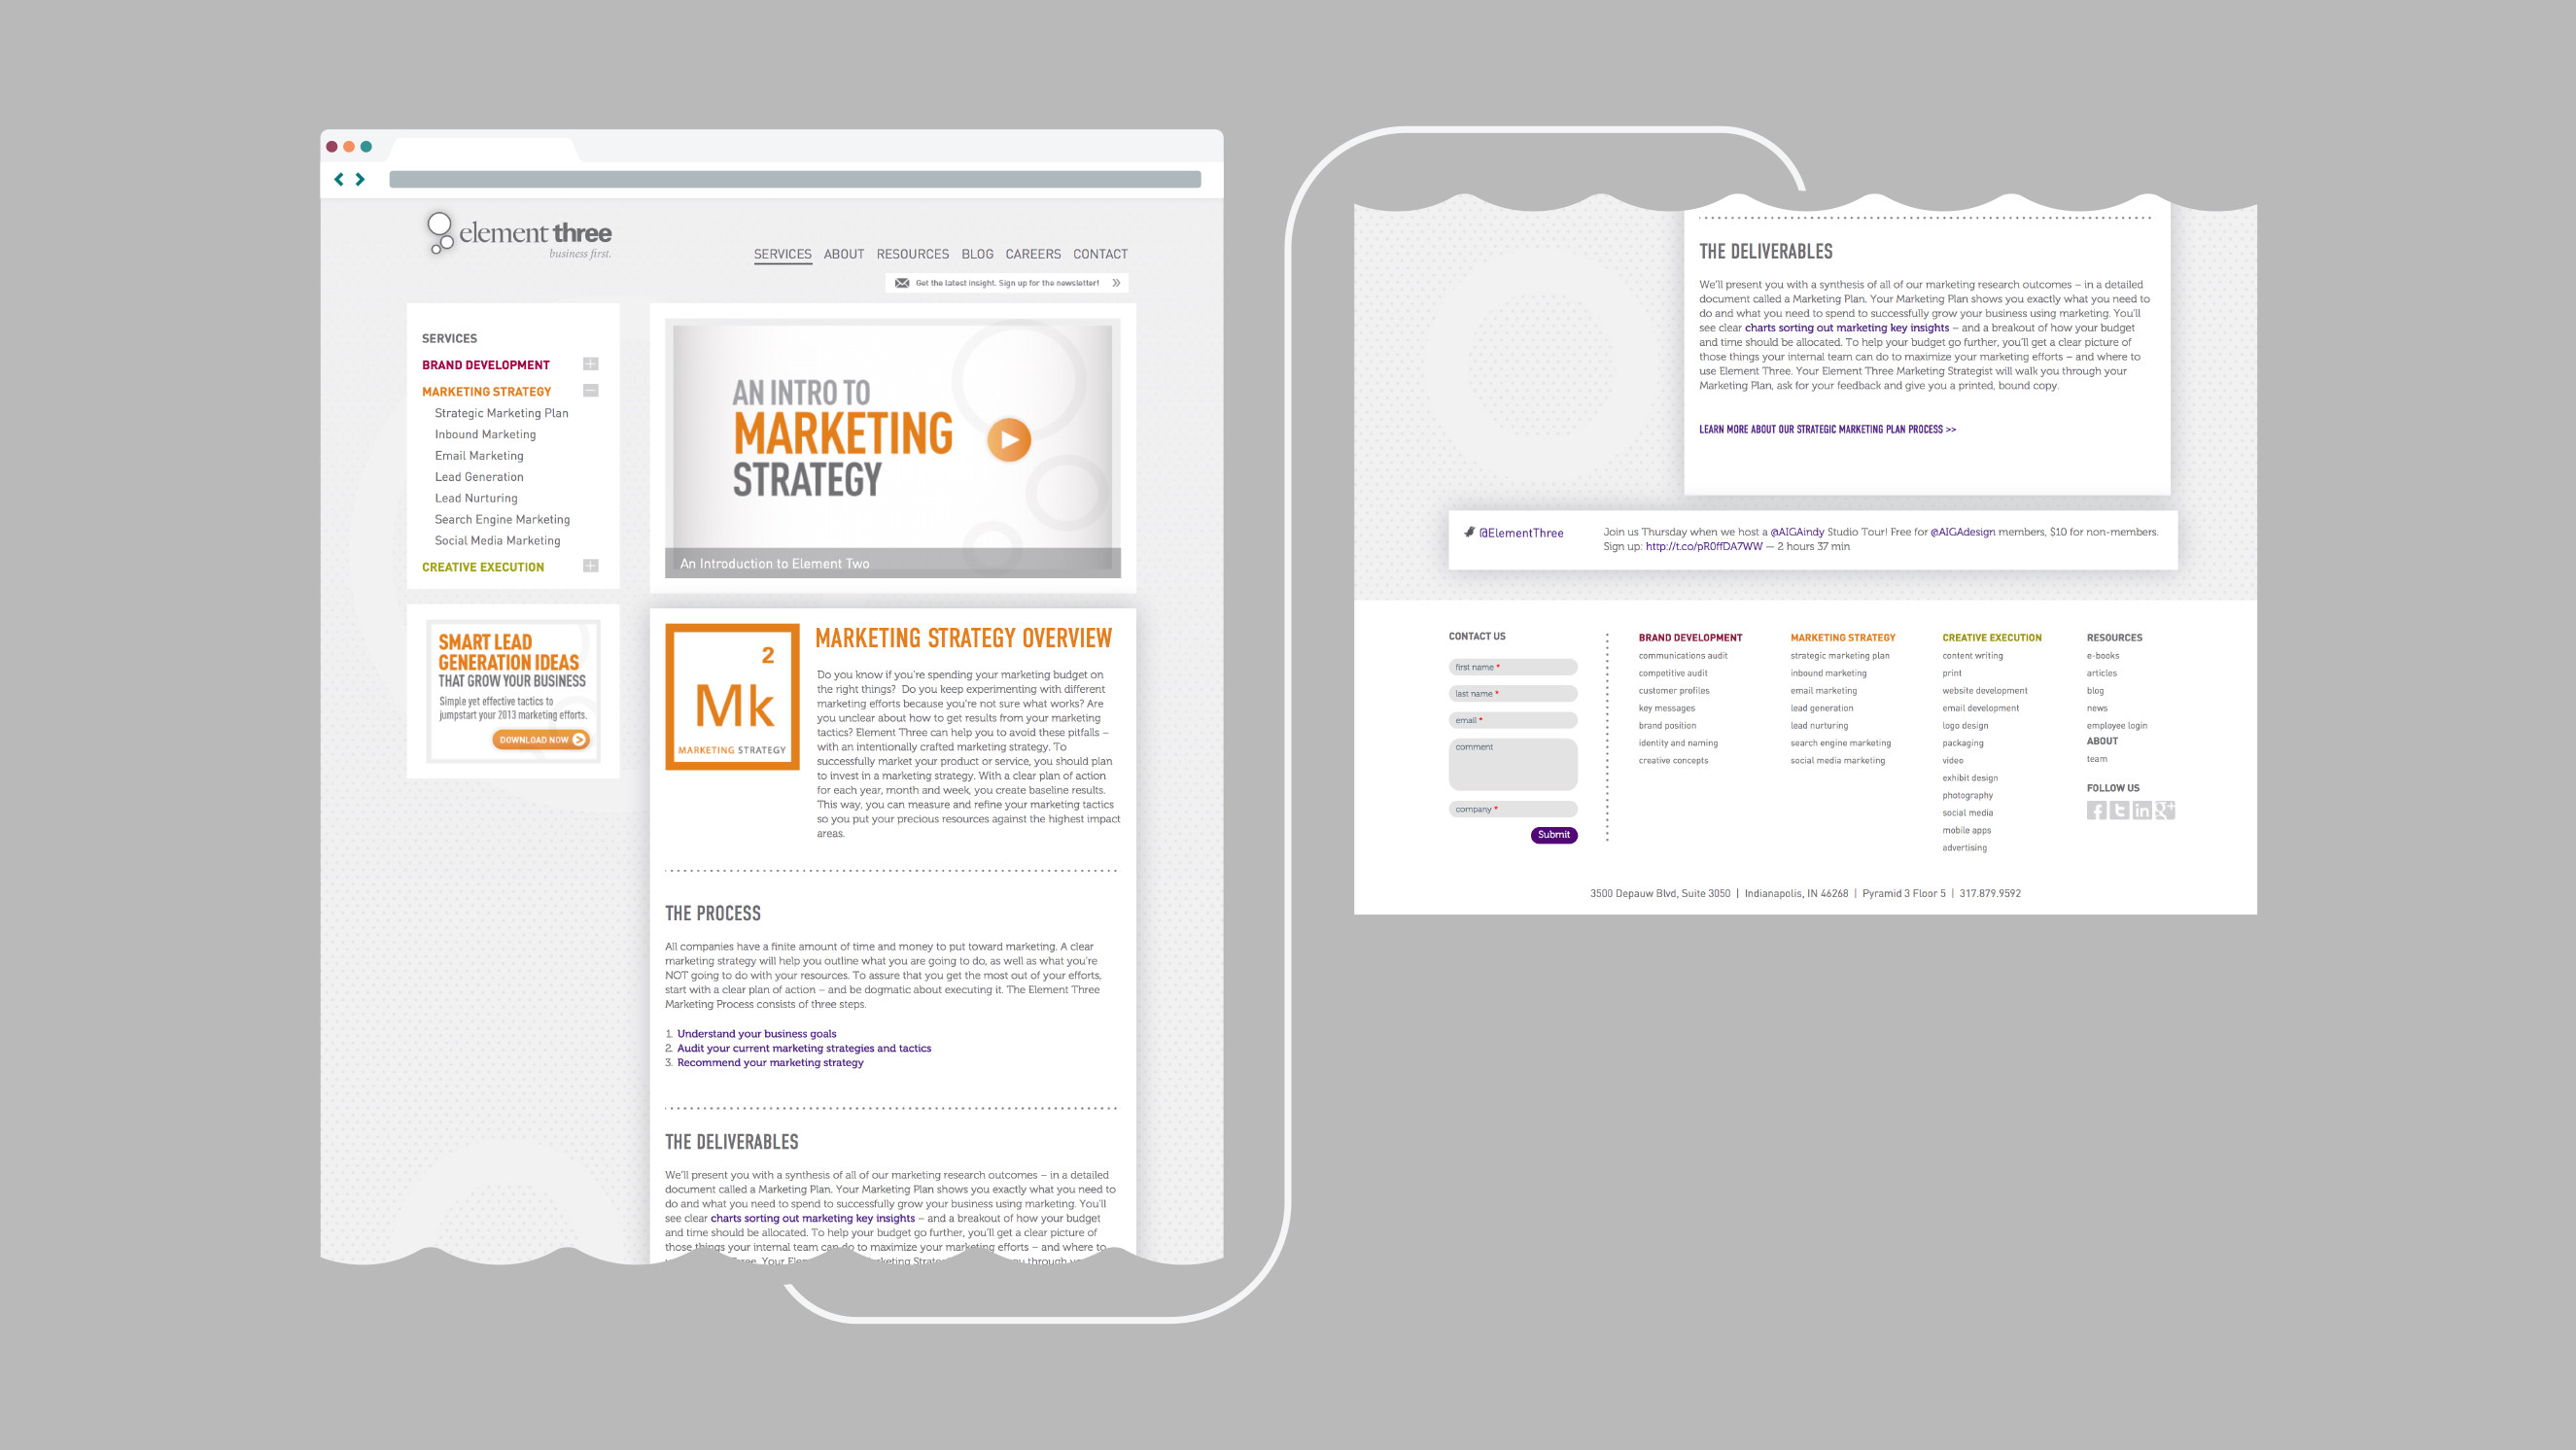 element three
business first.
SERVICES ABOUT RESOURCES BLOG CAREERS CONTACT
Get the latest insight. Sign up for the newsletter!
SERVICES
BRAND DEVELOPMENT
MARKETING STRATEGY
Strategic Marketing Plan
Inbound Marketing
Email Marketing
Lead Generation
Lead Nurturing
Search Engine Marketing
Social Media Marketing
CREATIVE EXECUTION
SMART LEAD
GENERATION IDEAS
THAT GROW YOUR BUSINESS
Simple yet effective tactics to
jumpstart your 2013 marketing efforts.
DOWNLOAD NOW
AN INTRO TO
MARKETING
STRATEGY
An Introduction to Element Two
2
Mk
MARKETING STRATEGY
MARKETING STRATEGY OVERVIEW
Do you know if you're spending your marketing budget on
the right things? Do you keep experimenting with different
marketing efforts because you're not sure what works? Are
you unclear about how to get results from your marketing
tactics? Element Three can help you to avoid these pitfalls –
with an intentionally crafted marketing strategy. To
successfully market your product or service, you should plan
to invest in a marketing strategy. With a clear plan of action
for each year, month and week, you create baseline results.
This way, you can measure and refine your marketing tactics
so you put your precious resources against the highest impact
areas.
THE PROCESS
All companies have a finite amount of time and money to put toward marketing. A clear
marketing strategy will help you outline what you are going to do, as well as what you're
NOT going to do with your resources. To assure that you get the most out of your efforts,
start with a clear plan of action – and be dogmatic about executing it. The Element Three
Marketing Process consists of three steps.
1. Understand your business goals
2. Audit your current marketing strategies and tactics
3. Recommend your marketing strategy
THE DELIVERABLES
We'll present you with a synthesis of all of our marketing research outcomes – in a detailed
document called a Marketing Plan. Your Marketing Plan shows you exactly what you need to
do and what you need to spend to successfully grow your business using marketing. You'll
see clear charts sorting out marketing key insights – and a breakout of how your budget
and time should be allocated. To help your budget go further, you'll get a clear picture of
those things your internal team can do to maximize your marketing efforts – and where to
THE DELIVERABLES
We'll present you with a synthesis of all of our marketing research outcomes – in a detailed
document called a Marketing Plan. Your Marketing Plan shows you exactly what you need to
do and what you need to spend to successfully grow your business using marketing. You'll
see clear charts sorting out marketing key insights – and a breakout of how your budget
and time should be allocated. To help your budget go further, you'll get a clear picture of
those things your internal team can do to maximize your marketing efforts – and where to
use Element Three. Your Element Three Marketing Strategist will walk you through your
Marketing Plan, ask for your feedback and give you a printed, bound copy.
LEARN MORE ABOUT OUR STRATEGIC MARKETING PLAN PROCESS >>
@ElementThree
Join us Thursday when we host a @AIGAindy Studio Tour! Free for @AIGAdesign members, $10 for non-members.
Sign up: http://t.co/pR0ffDA7WW — 2 hours 37 min
CONTACT US
first name *
last name *
email *
comment
company *
Submit
BRAND DEVELOPMENT
communications audit
competitive audit
customer profiles
key messages
brand position
identity and naming
creative concepts
MARKETING STRATEGY
strategic marketing plan
inbound marketing
email marketing
lead generation
lead nurturing
search engine marketing
social media marketing
CREATIVE EXECUTION
content writing
print
website development
email development
logo design
packaging
video
exhibit design
photography
social media
mobile apps
advertising
RESOURCES
e-books
articles
blog
news
employee login
ABOUT
team
FOLLOW US
3500 Depauw Blvd, Suite 3050 | Indianapolis, IN 46268 | Pyramid 3 Floor 5 | 317.879.9592